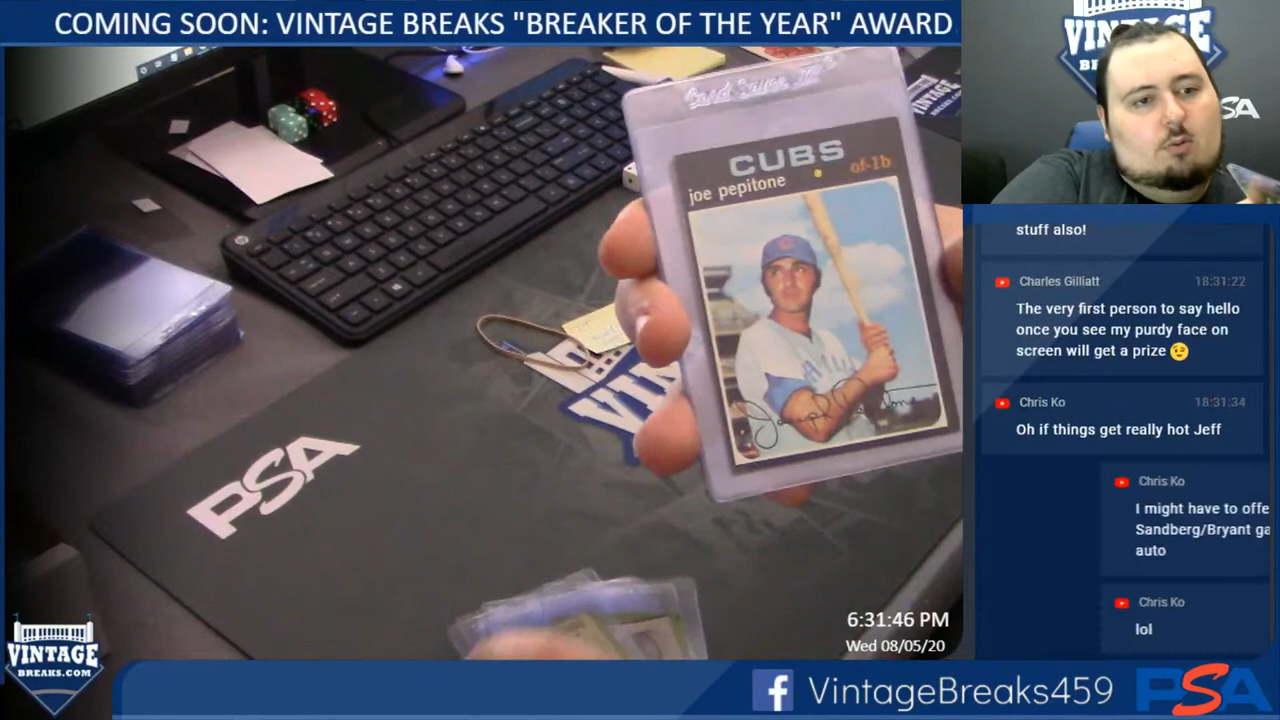 COMING SOON: VINTAGE BREAKS "BREAKER OF THE YEAR" AWARD
Card Saver
CUBS
joe pepitone
of-1b
PSA
VIN
VINTAGE
stuff also!
Charles Gilliatt 18:31:22
The very first person to say hello
once you see my purdy face on
screen will get a prize 😉
Chris Ko 18:31:34
Oh if things get really hot Jeff
Chris Ko
I might have to offe
Sandberg/Bryant ga
auto
Chris Ko
lol
6:31:46 PM
Wed 08/05/20
VINTAGE
BREAKS.COM
VintageBreaks459
PSA